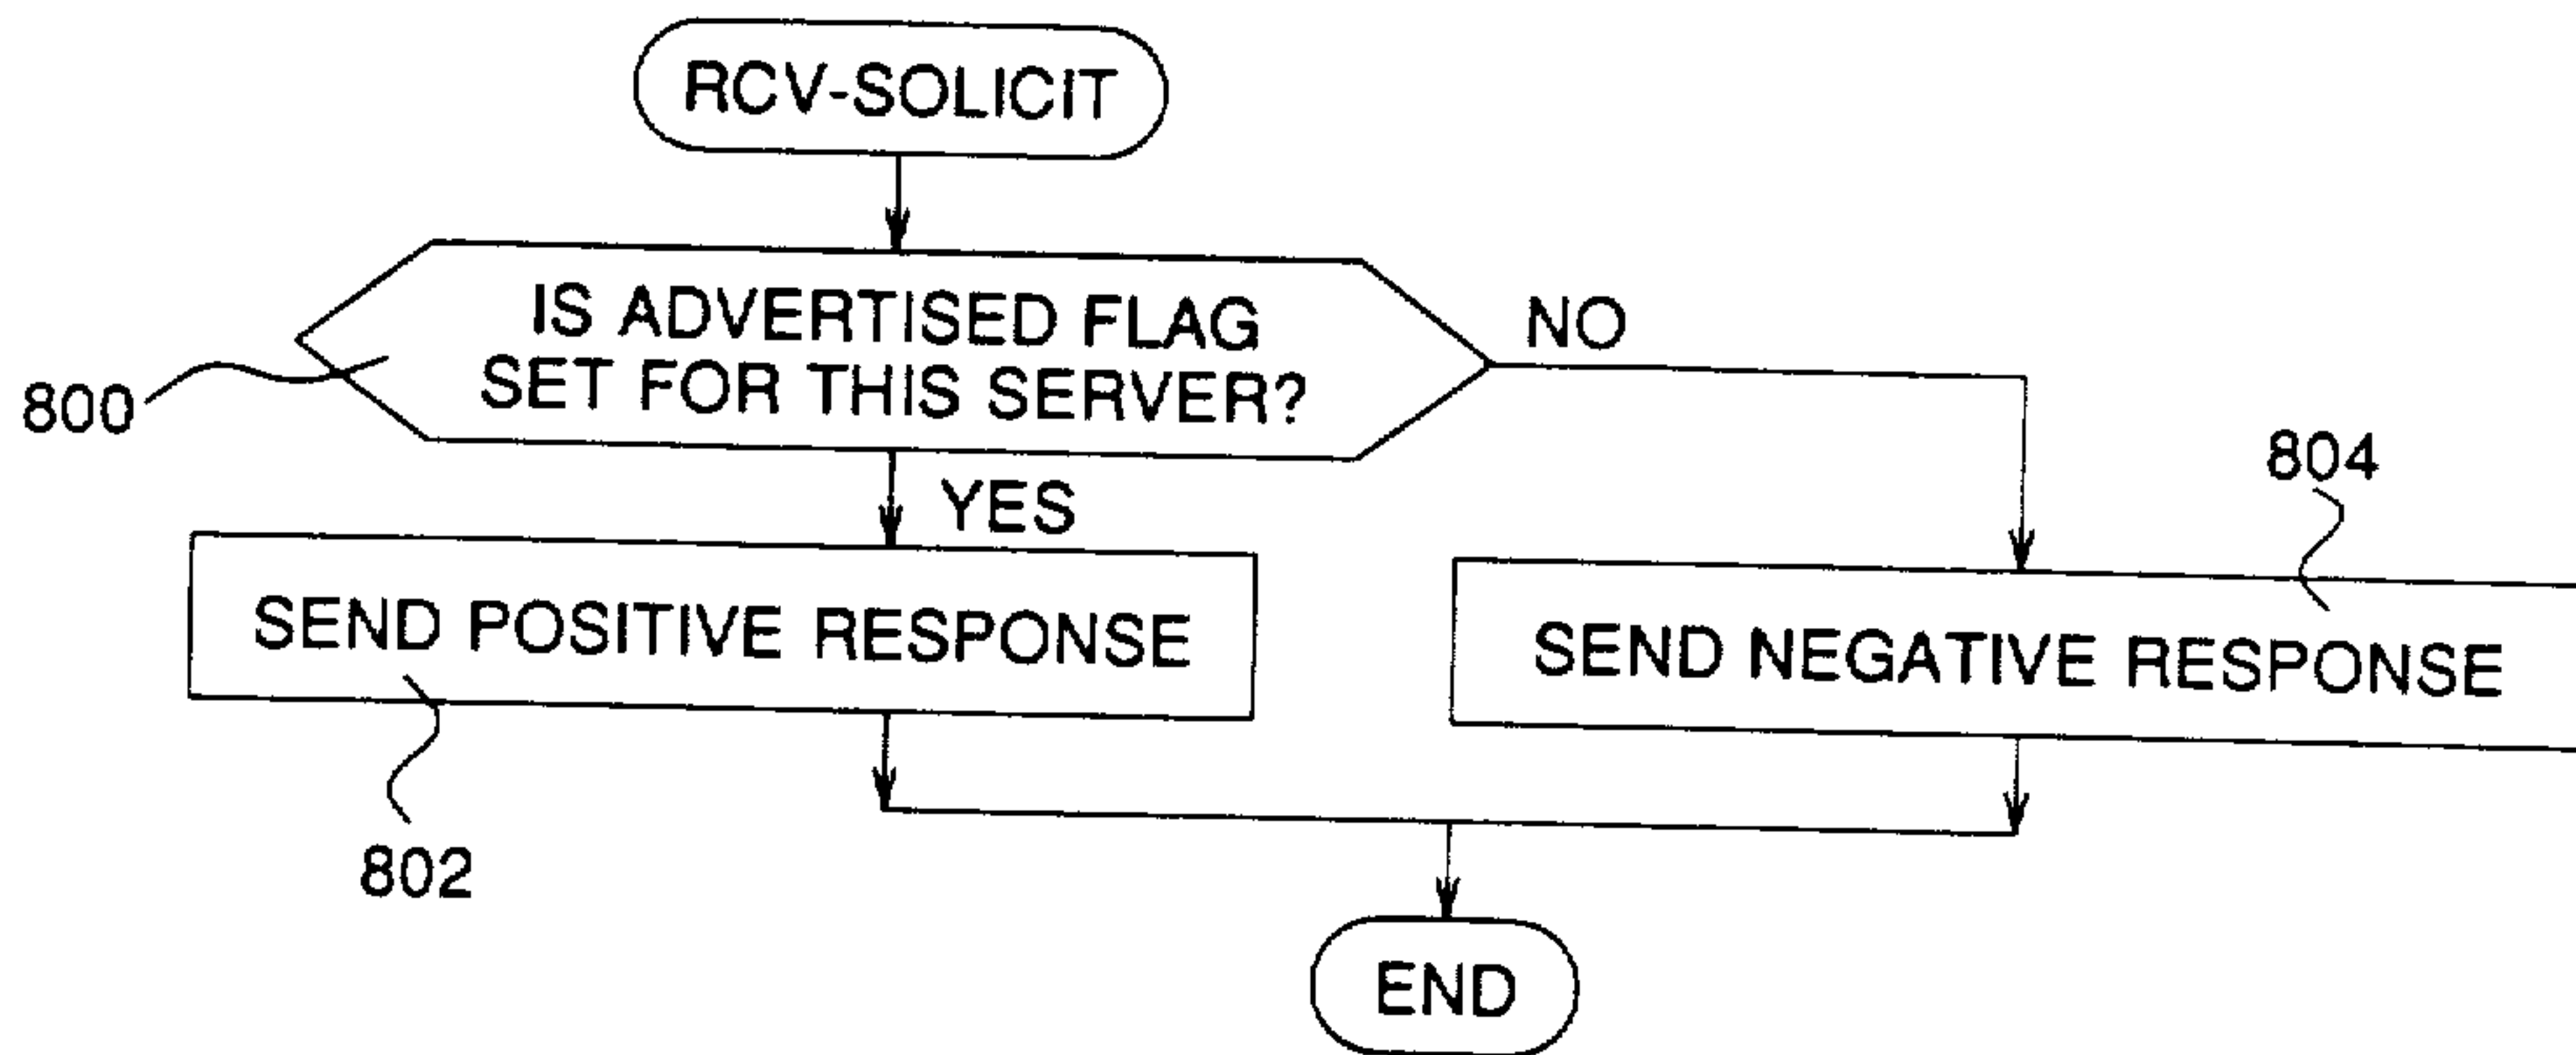 RCV-SOLICIT
IS ADVERTISED FLAG
SET FOR THIS SERVER?
NO
800
804
YES
SEND POSITIVE RESPONSE
SEND NEGATIVE RESPONSE
802
END